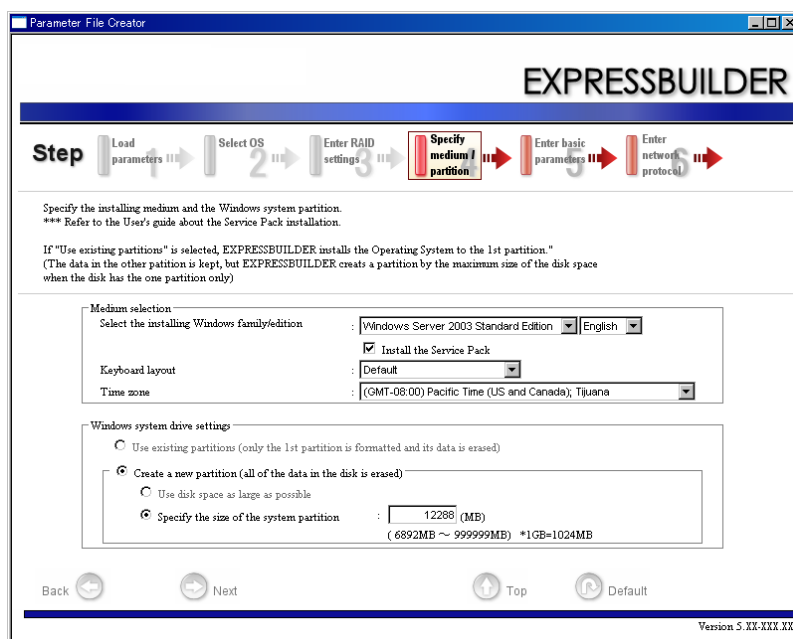 Parameter File Creator
EXPRESSBUILDER
Step
Load parameters 1
Select OS 2
Enter RAID settings 3
Specify medium / partition 4
Enter basic parameters 5
Enter network protocol 6
Specify the installing medium and the Windows system partition.
*** Refer to the User's guide about the Service Pack installation.
If "Use existing partitions" is selected, EXPRESSBUILDER installs the Operating System to the 1st partition."
(The data in the other patition is kept, but EXPRESSBUILDER creats a partition by the maximum size of the disk space
when the disk has the one partition only)
Medium selection
Select the installing Windows family/edition : Windows Server 2003 Standard Edition English
Install the Service Pack
Keyboard layout : Default
Time zone : (GMT-08:00) Pacific Time (US and Canada); Tijuana
Windows system drive settings
Use existing partitions (only the 1st partition is formatted and its data is erased)
Create a new partition (all of the data in the disk is erased)
Use disk space as large as possible
Specify the size of the system partition : 12288 (MB)
( 6892MB ～ 999999MB) *1GB=1024MB
Back Next Top Default
Version 5.XX-XXX.XX